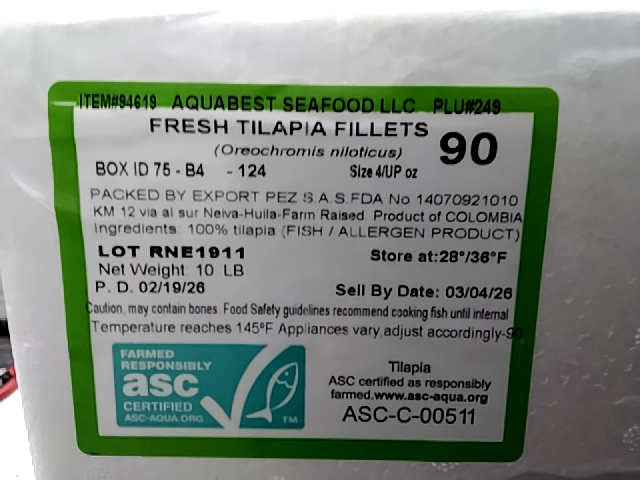 ITEM#94619 AQUABEST SEAFOOD LLC PLU#249
FRESH TILAPIA FILLETS
(Oreochromis niloticus) 90
BOX ID 75 - B4 - 124 Size 4/UP oz
PACKED BY EXPORT PEZ S.A.S.FDA No 14070921010
KM 12 via al sur Neiva-Huila-Farm Raised. Product of COLOMBIA
Ingredients: 100% tilapia (FISH / ALLERGEN PRODUCT)
LOT RNE1911 Store at:28°/36°F
Net Weight: 10 LB
P. D. 02/19/26 Sell By Date: 03/04/26
Caution, may contain bones. Food Safety guidelines recommend cooking fish until internal
Temperature reaches 145ºF Appliances vary,adjust accordingly-90
FARMED
RESPONSIBLY
asc
CERTIFIED
ASC-AQUA.ORG
TM
Tilapia
ASC certified as responsibly
farmed.www.asc-aqua.org
ASC-C-00511